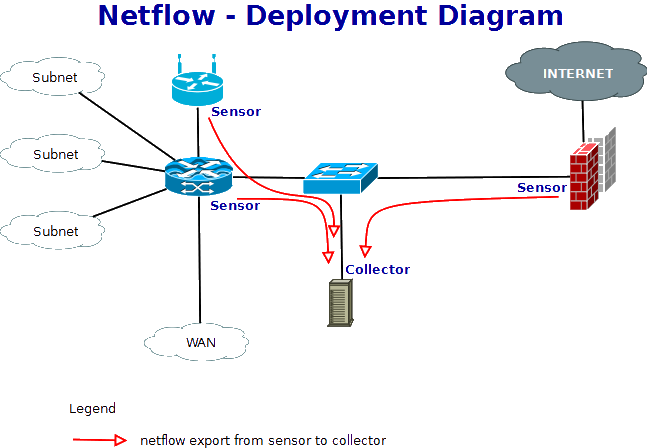 Netflow - Deployment Diagram
Subnet
INTERNET
Sensor
Subnet
Sensor
Sensor
Subnet
Collector
WAN
Legend
netflow export from sensor to collector